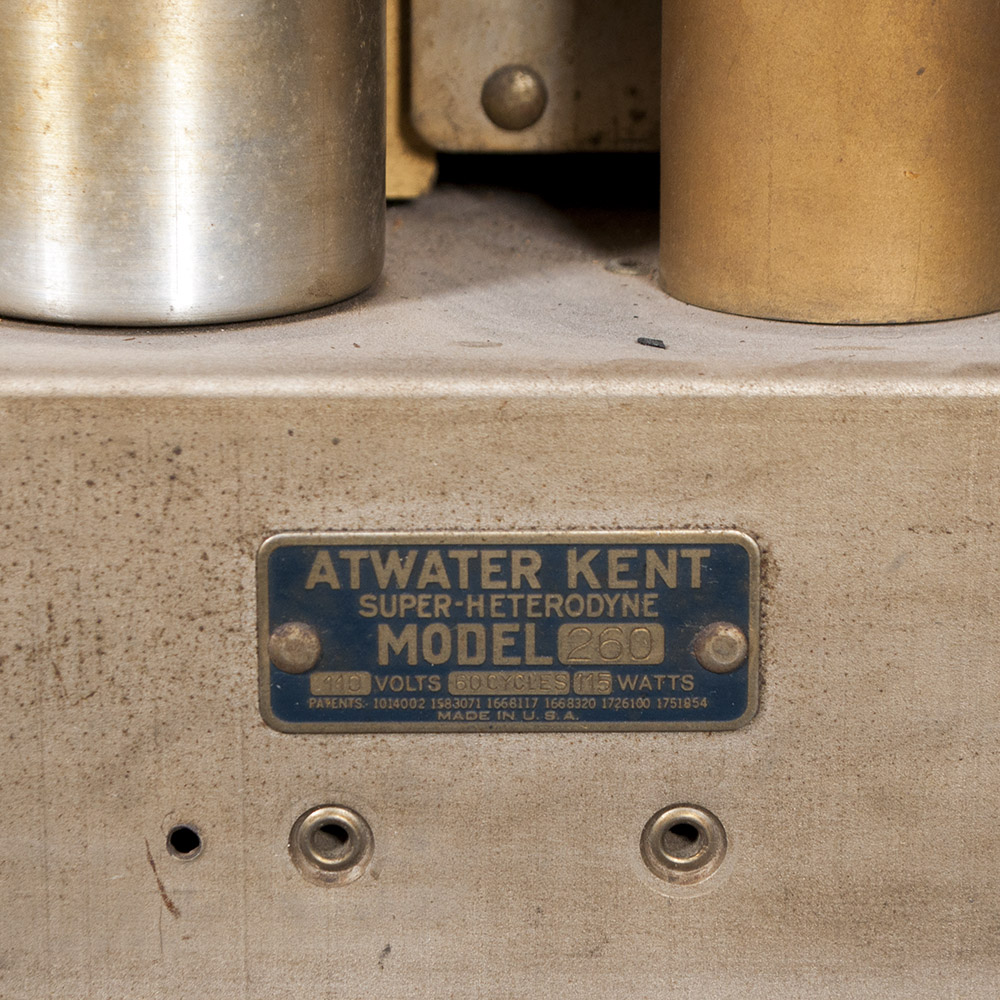 ATWATER KENT
SUPER-HETERODYNE
MODEL 260
110 VOLTS 60 CYCLES 115 WATTS
PATENTS- 1014002 1583071 1668117 1668320 1726100 1751854
MADE IN U.S.A.